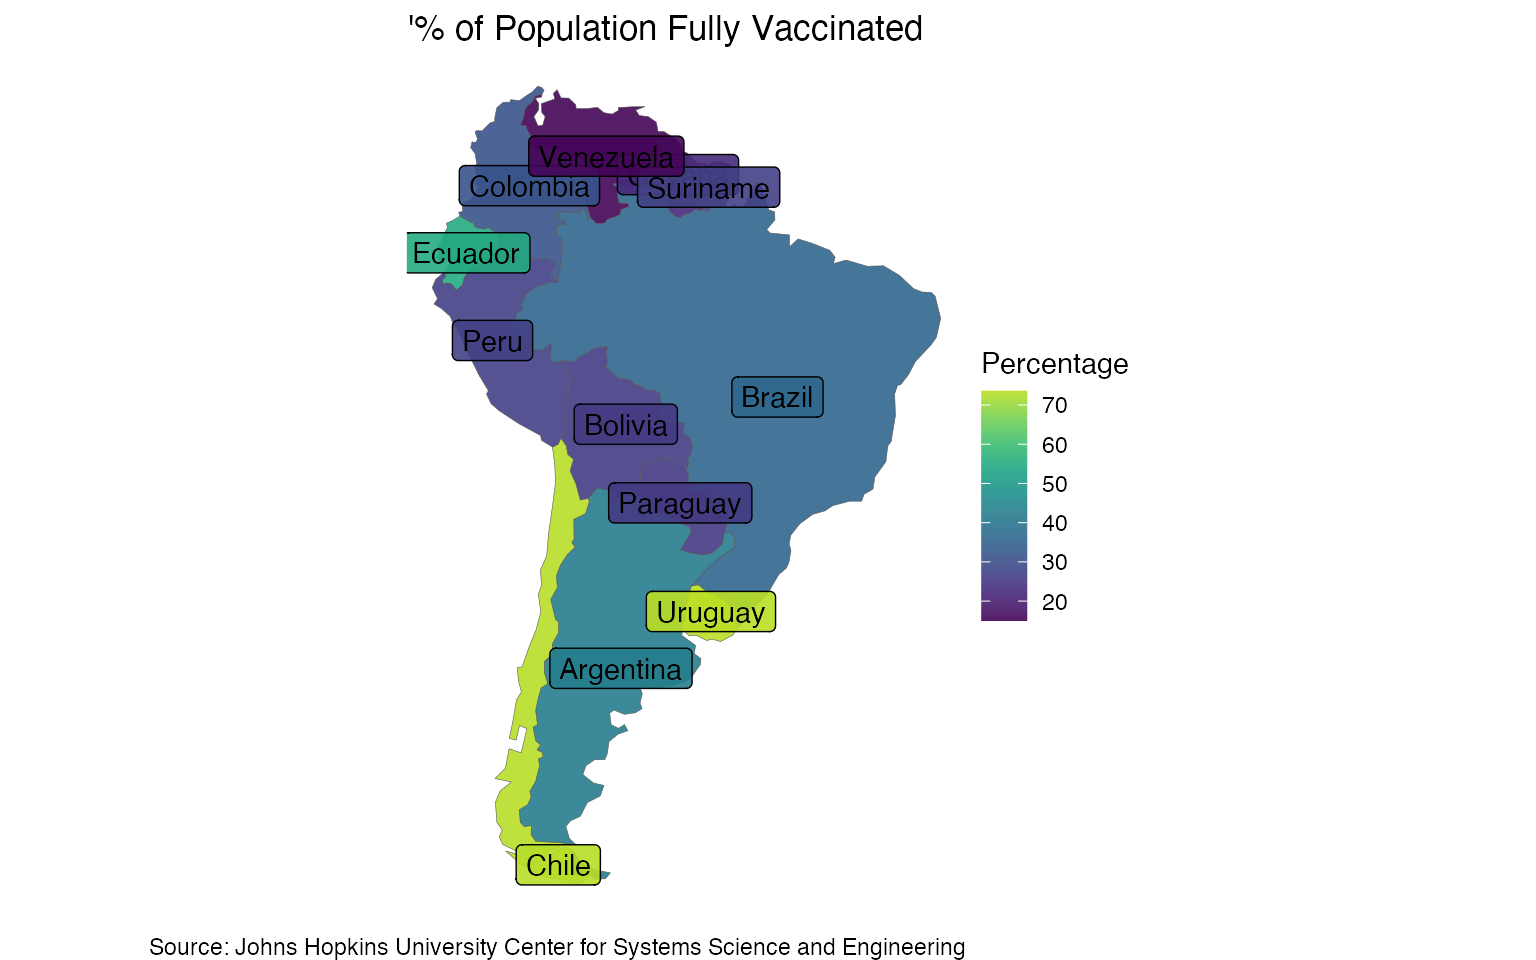 '% of Population Fully Vaccinated
Venezuela
Colombia
Suriname
Ecuador
Peru
Brazil
Bolivia
Paraguay
Uruguay
Argentina
Chile
Percentage
70
60
50
40
30
20
Source: Johns Hopkins University Center for Systems Science and Engineering